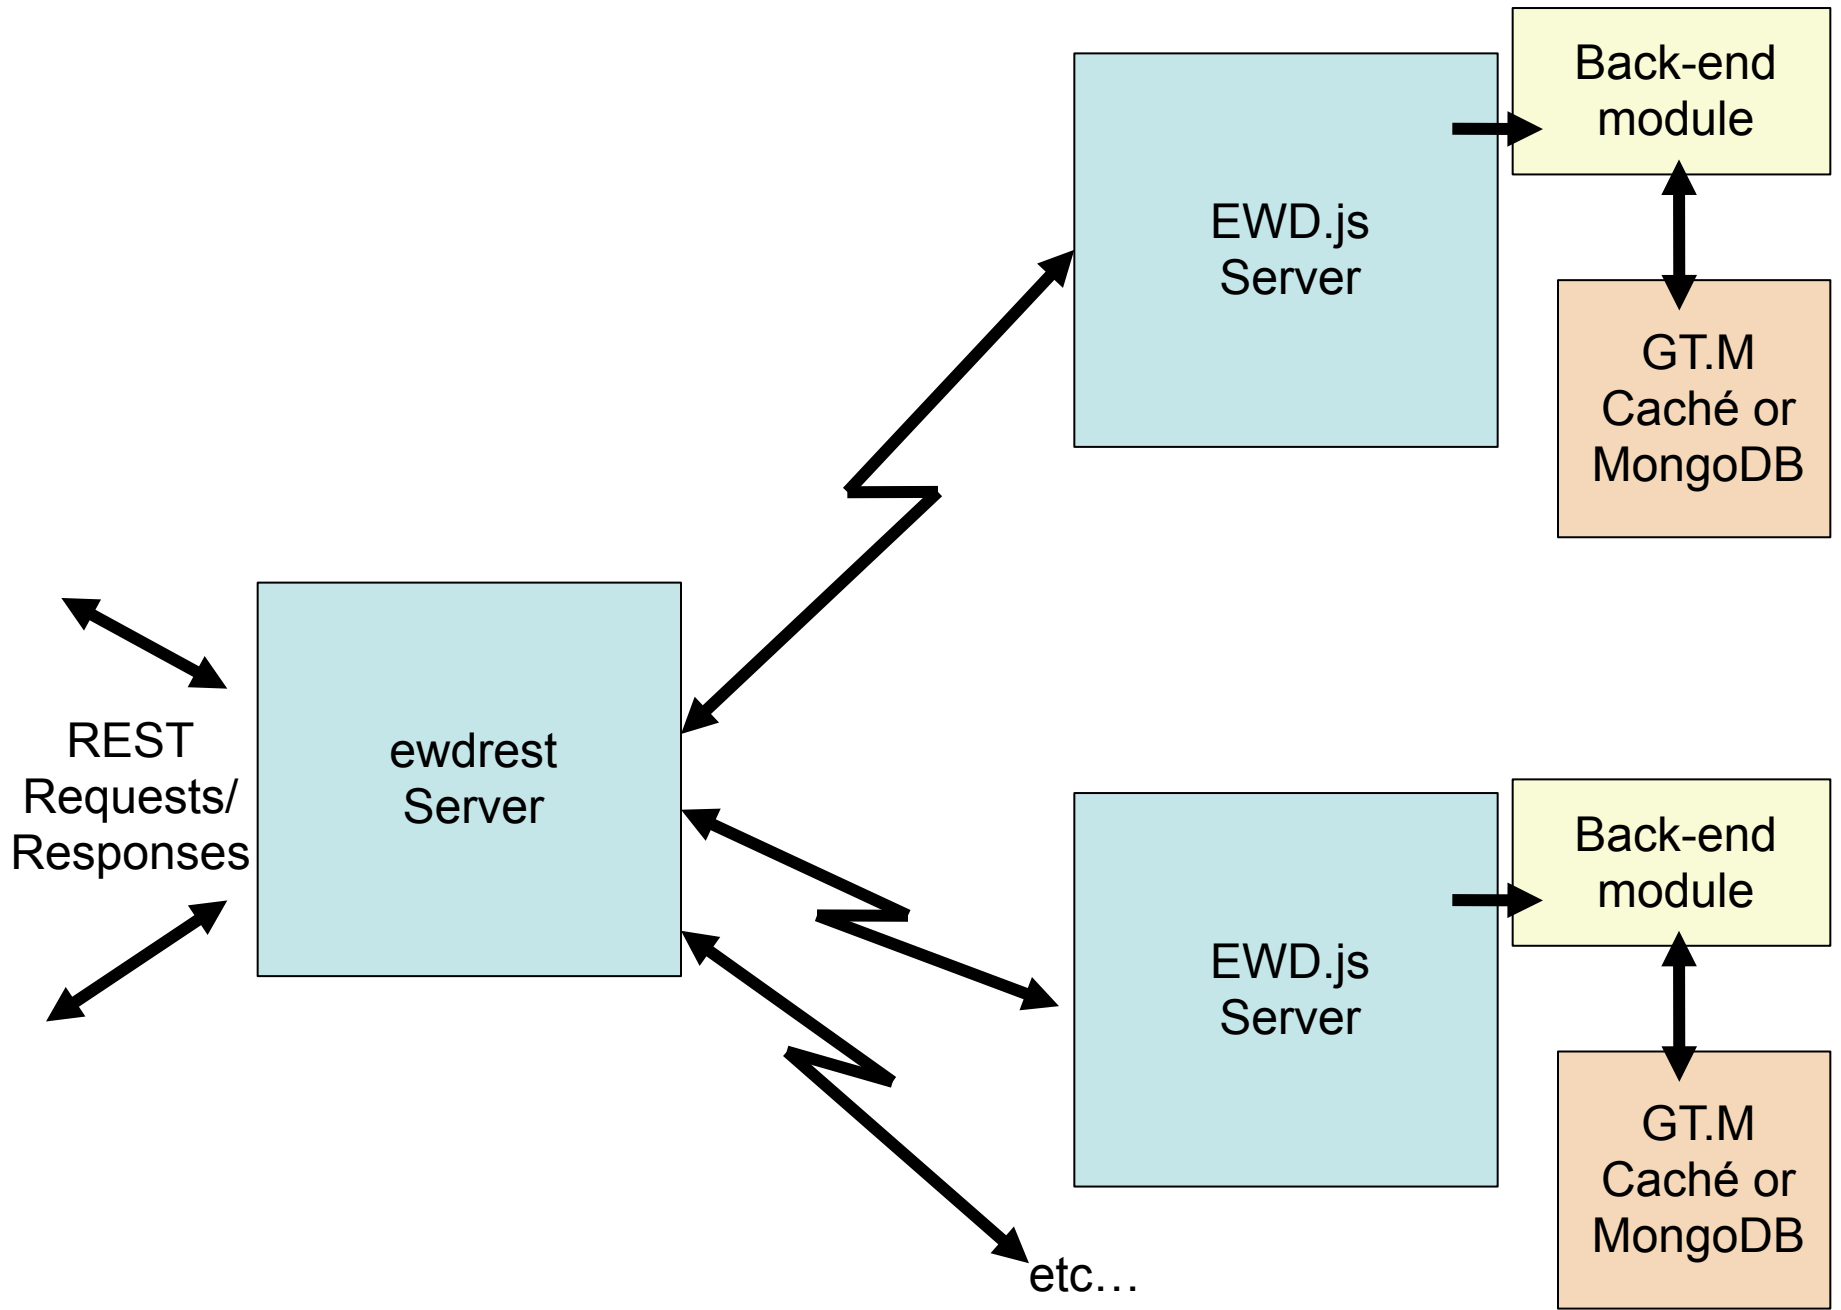 Back-end
module
EWD.js
Server
GT.M
Caché or
MongoDB
REST
Requests/
Responses
ewdrest
Server
Back-end
module
EWD.js
Server
GT.M
Caché or
MongoDB
etc…